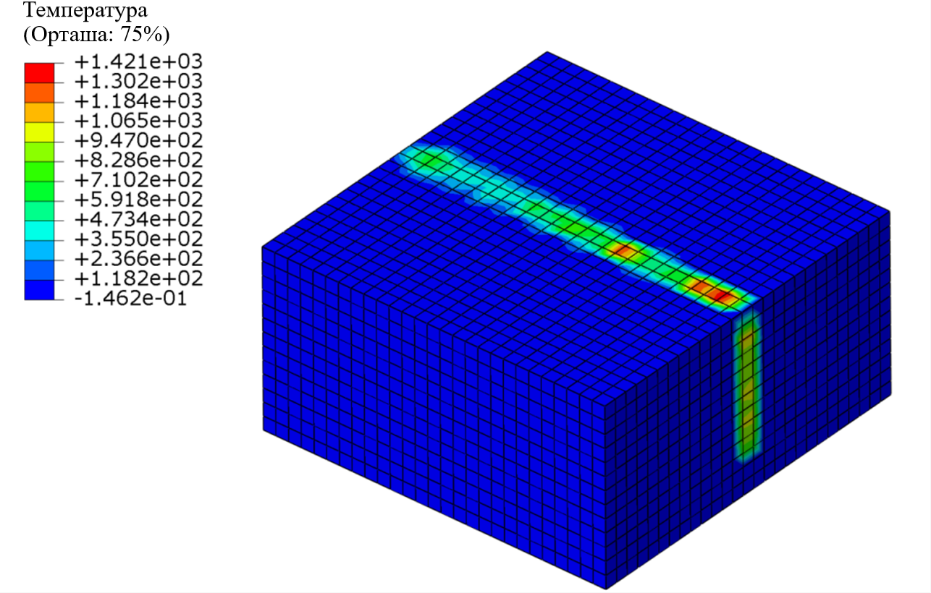 Температура
(Орташа: 75%)
+1.421e+03
+1.302e+03
+1.184e+03
+1.065e+03
+9.470e+02
+8.286e+02
+7.102e+02
+5.918e+02
+4.734e+02
+3.550e+02
+2.366e+02
+1.182e+02
-1.462e-01